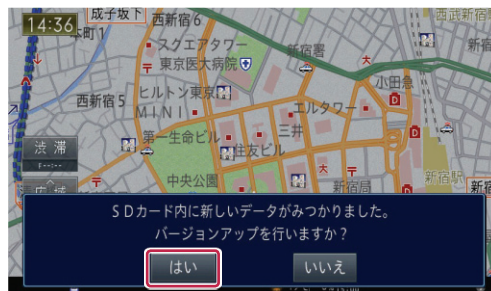 14:36
成子坂下
西新宿6
西武新宿
本町1
スクエアタワー
新宿署
東京医大病院
小田急
西新宿5
ヒルトン東京
MINI
エルタワー
渋滞
第一生命ビル
三井
住友ビル
中央公園
広域
新宿局
新宿駅
SDカード内に新しいデータがみつかりました。
バージョンアップを行いますか?
はい
いいえ